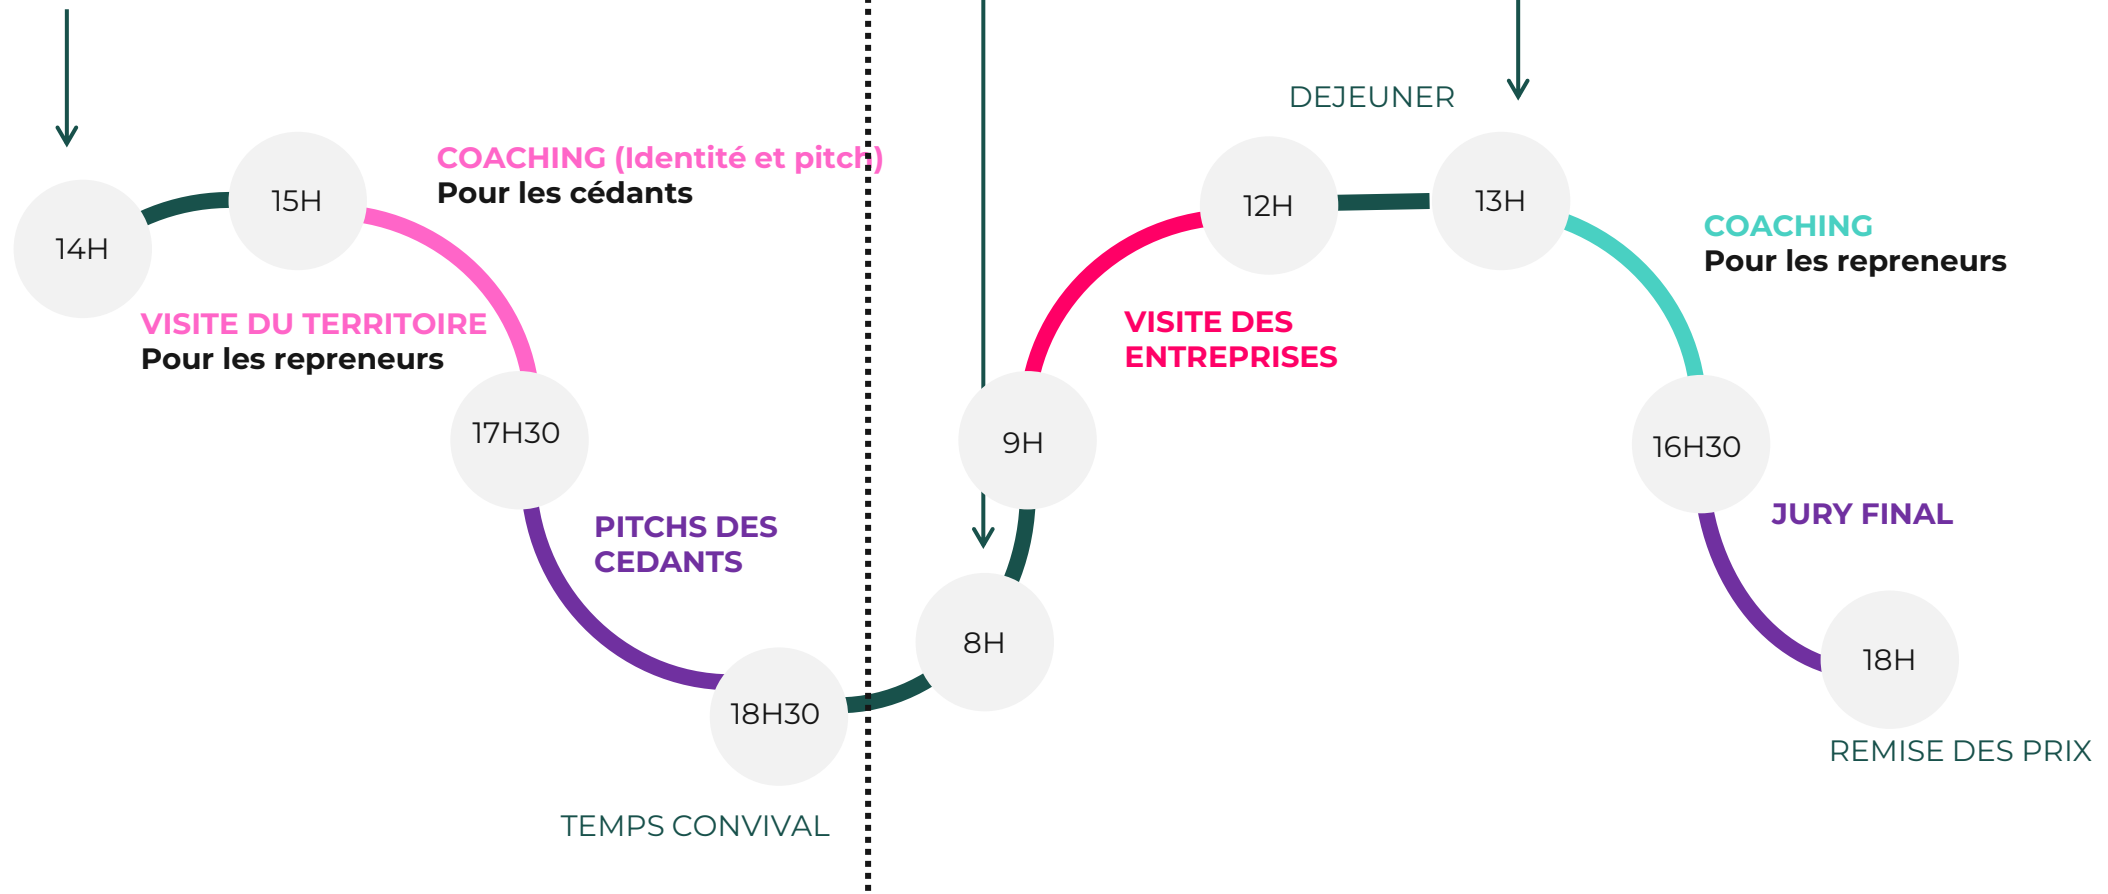 14H
15H
COACHING (Identité et pitch)
Pour les cédants
VISITE DU TERRITOIRE
Pour les repreneurs
17H30
PITCHS DES
CEDANTS
18H30
TEMPS CONVIVAL
8H
9H
VISITE DES
ENTREPRISES
12H
DEJEUNER
13H
COACHING
Pour les repreneurs
16H30
JURY FINAL
18H
REMISE DES PRIX